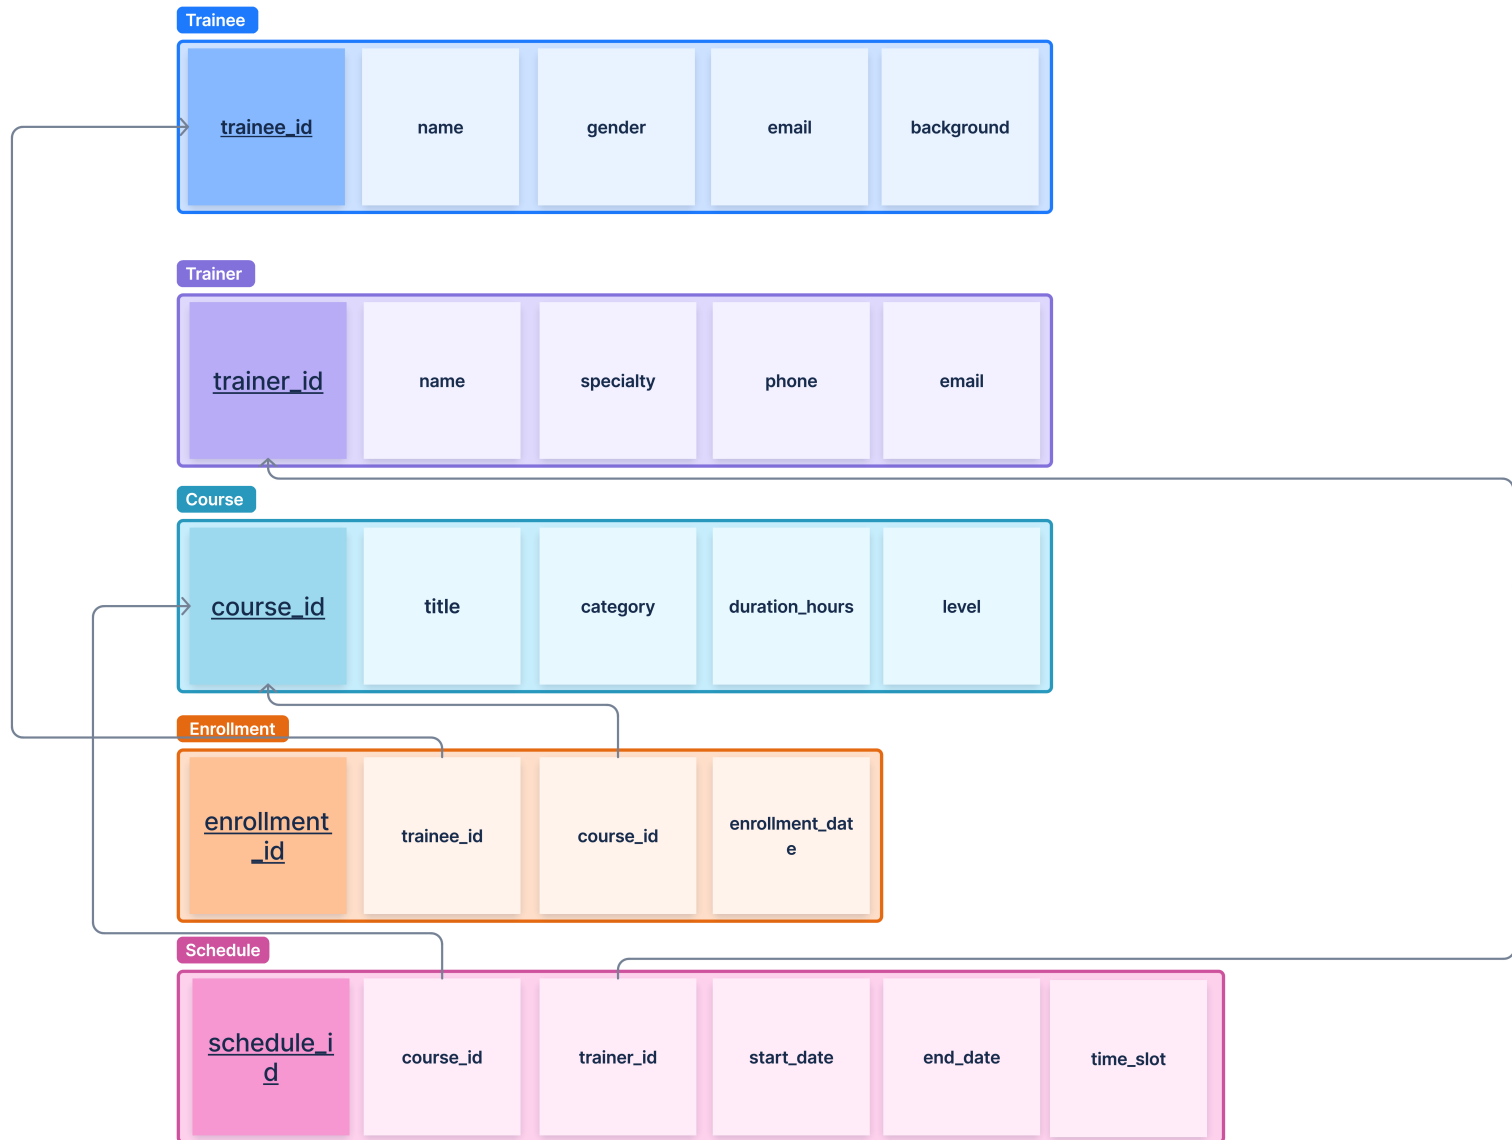 Trainee
trainee_id
name
gender
email
background
Trainer
trainer_id
name
specialty
phone
email
Course
course_id
title
category
duration_hours
level
Enrollment
enrollment
_id
trainee_id
course_id
enrollment_dat
e
Schedule
schedule_i
d
course_id
trainer_id
start_date
end_date
time_slot